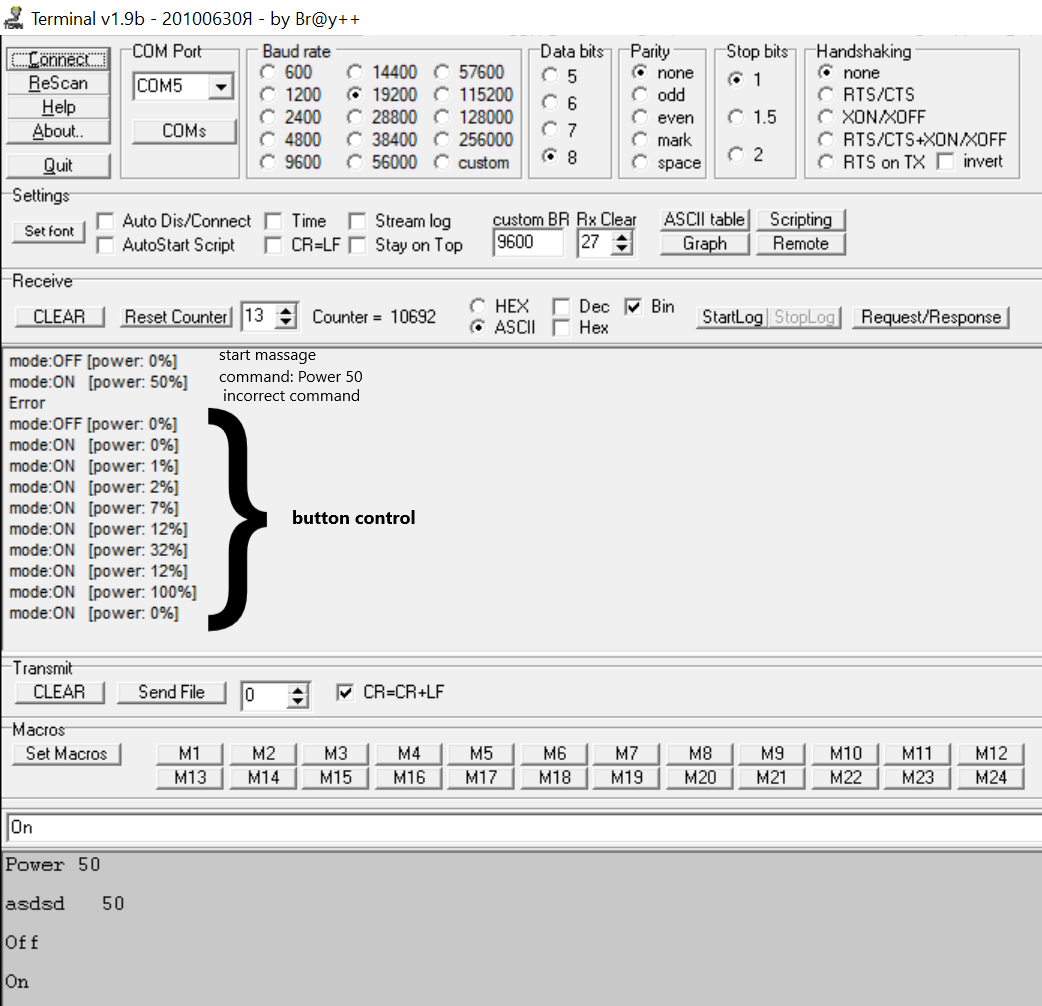 Terminal v1.9b - 20100630Я - by Br@y++
Connect
ReScan
Help
About..
Quit
COM Port
COM5
COMs
Baud rate
600 14400 57600
1200 19200 115200
2400 28800 128000
4800 38400 256000
9600 56000 custom
Data bits
5
6
7
8
Parity
none
odd
even
mark
space
Stop bits
1
1.5
2
Handshaking
none
RTS/CTS
XON/XOFF
RTS/CTS+XON/XOFF
RTS on TX invert
Settings
Set font
Auto Dis/Connect Time Stream log
AutoStart Script CR=LF Stay on Top
custom BR Rx Clear
9600 27
ASCII table Scripting
Graph Remote
Receive
CLEAR Reset Counter 13 Counter = 10692
HEX Dec Bin
ASCII Hex
StartLog StopLog Request/Response
mode:OFF [power: 0%] start massage
mode:ON [power: 50%] command: Power 50
Error incorrect command
mode:OFF [power: 0%]
mode:ON [power: 0%]
mode:ON [power: 1%]
mode:ON [power: 2%]
mode:ON [power: 7%]
mode:ON [power: 12%]
mode:ON [power: 32%]
mode:ON [power: 12%]
mode:ON [power: 100%]
mode:ON [power: 0%]
button control
Transmit
CLEAR Send File 0 CR=CR+LF
Macros
Set Macros M1 M2 M3 M4 M5 M6 M7 M8 M9 M10 M11 M12
M13 M14 M15 M16 M17 M18 M19 M20 M21 M22 M23 M24
On
Power 50
asdsd 50
Off
On